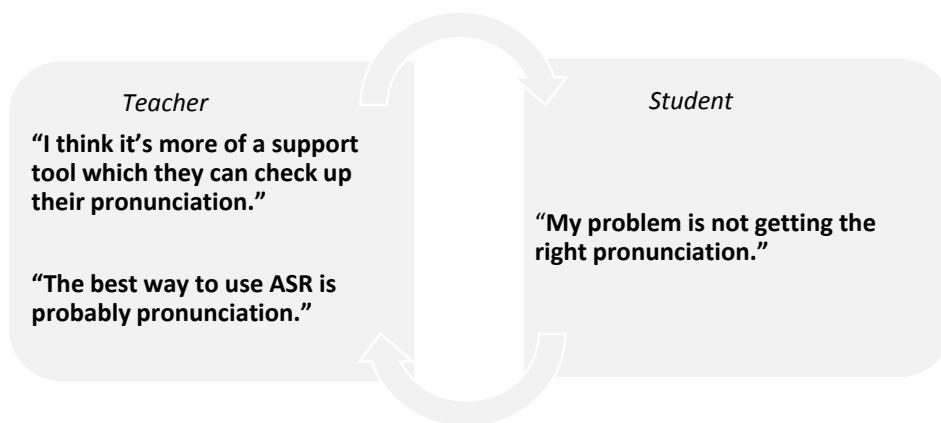 Teacher
“I think it’s more of a support
tool which they can check up
their pronunciation.”
“The best way to use ASR is
probably pronunciation.”
Student
“My problem is not getting the
right pronunciation.”